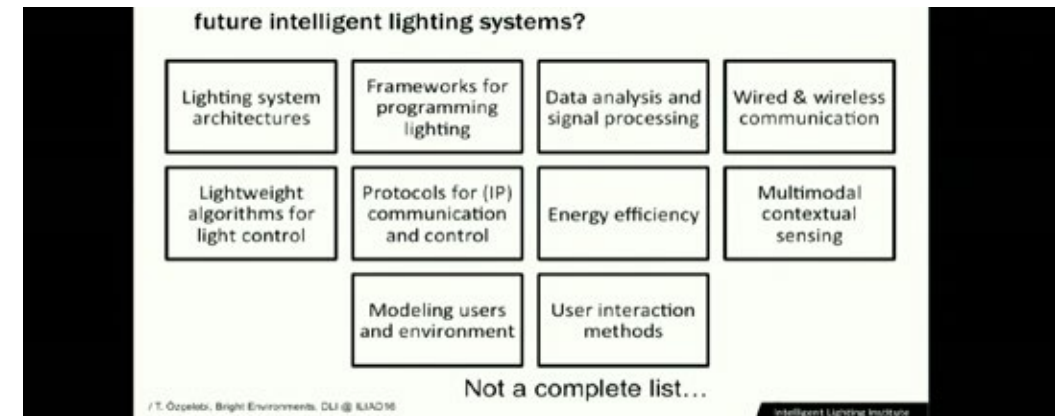 future intelligent lighting systems?
Lighting system
architectures
Frameworks for
programming
lighting
Data analysis and
signal processing
Wired & wireless
communication
Lightweight
algorithms for
light control
Protocols for (IP)
communication
and control
Energy efficiency
Multimodal
contextual
sensing
Modeling users
and environment
User interaction
methods
Not a complete list...
/ T. Özçelebi, Bright Environments, DLI @ ILIAD16
Intelligent Lighting Institute